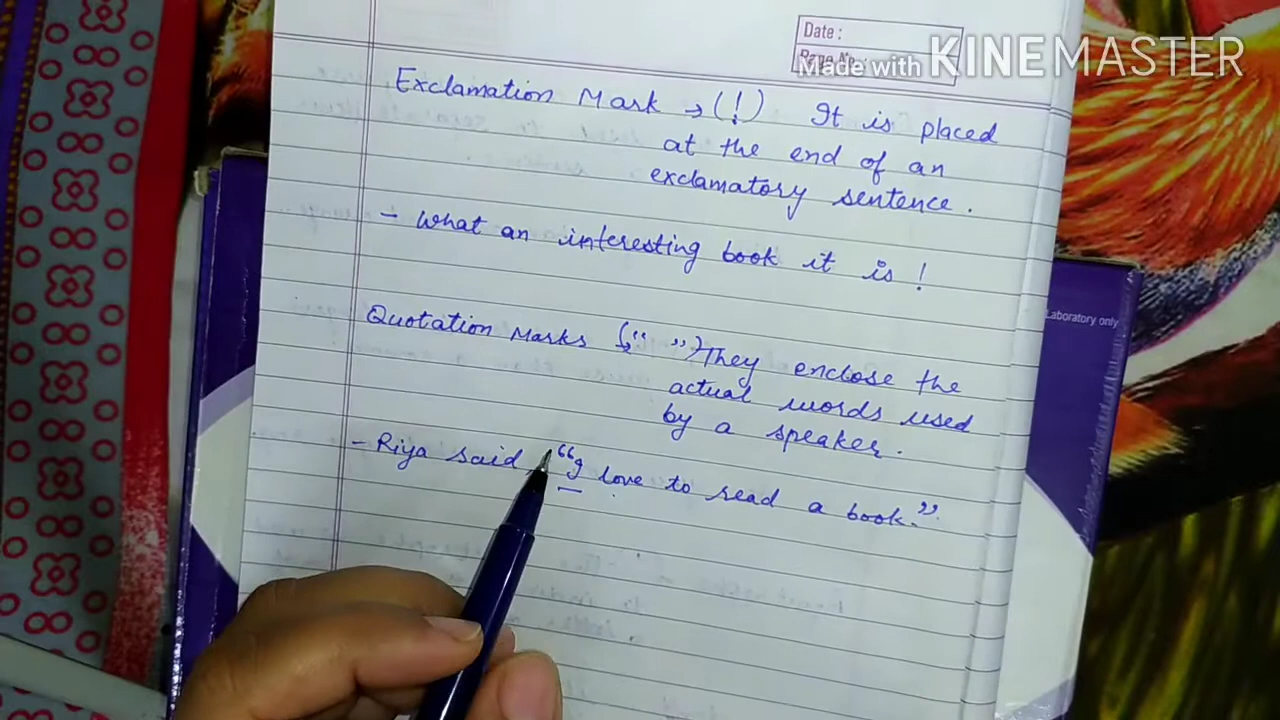 Date :
Page No.
Made with KINEMASTER
Exclamation Mark → (!) It is placed
at the end of an
exclamatory sentence.
- What an interesting book it is !
Laboratory only
Quotation Marks (“ ”) They enclose the
actual words used
by a speaker.
- Riya said “I love to read a book.”